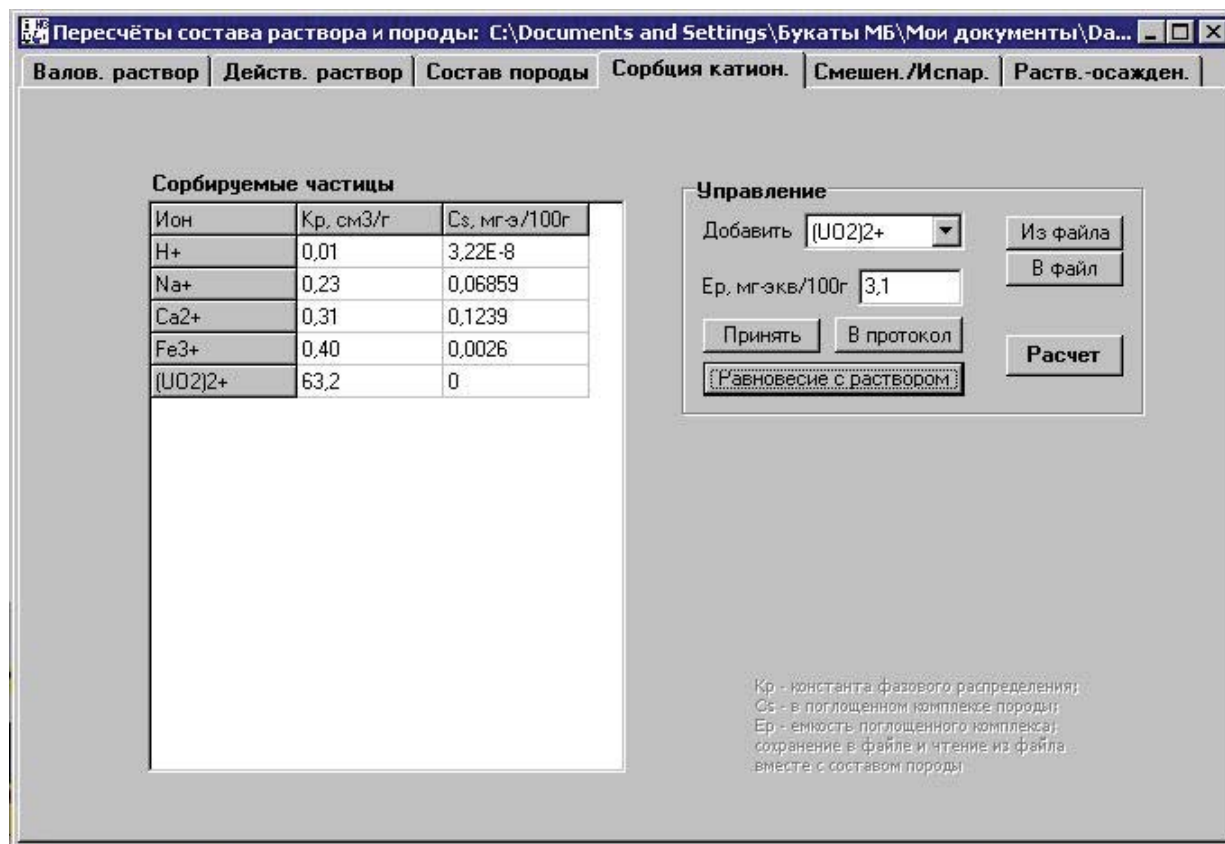 Пересчёты состава раствора и породы: C:\Documents and Settings\Букаты МБ\Мои документы\Da...
Валов. раствор Действ. раствор Состав породы Сорбция катион. Смешен./Испар. Раств.-осажден.
Сорбируемые частицы
Ион Кр, см3/г Cs, мг-э/100г
H+ 0,01 3,22E-8
Na+ 0,23 0,06859
Ca2+ 0,31 0,1239
Fe3+ 0,40 0,0026
(UO2)2+ 63,2 0
Управление
Добавить (UO2)2+ Из файла
В файл
Ер, мг-экв/100г 3,1
Принять В протокол
Расчет
Равновесие с раствором
Кр - константа фазового распределения;
Cs - в поглощенном комплексе породы;
Ер - емкость поглощенного комплекса;
сохранение в файле и чтение из файла
вместе с составом породы